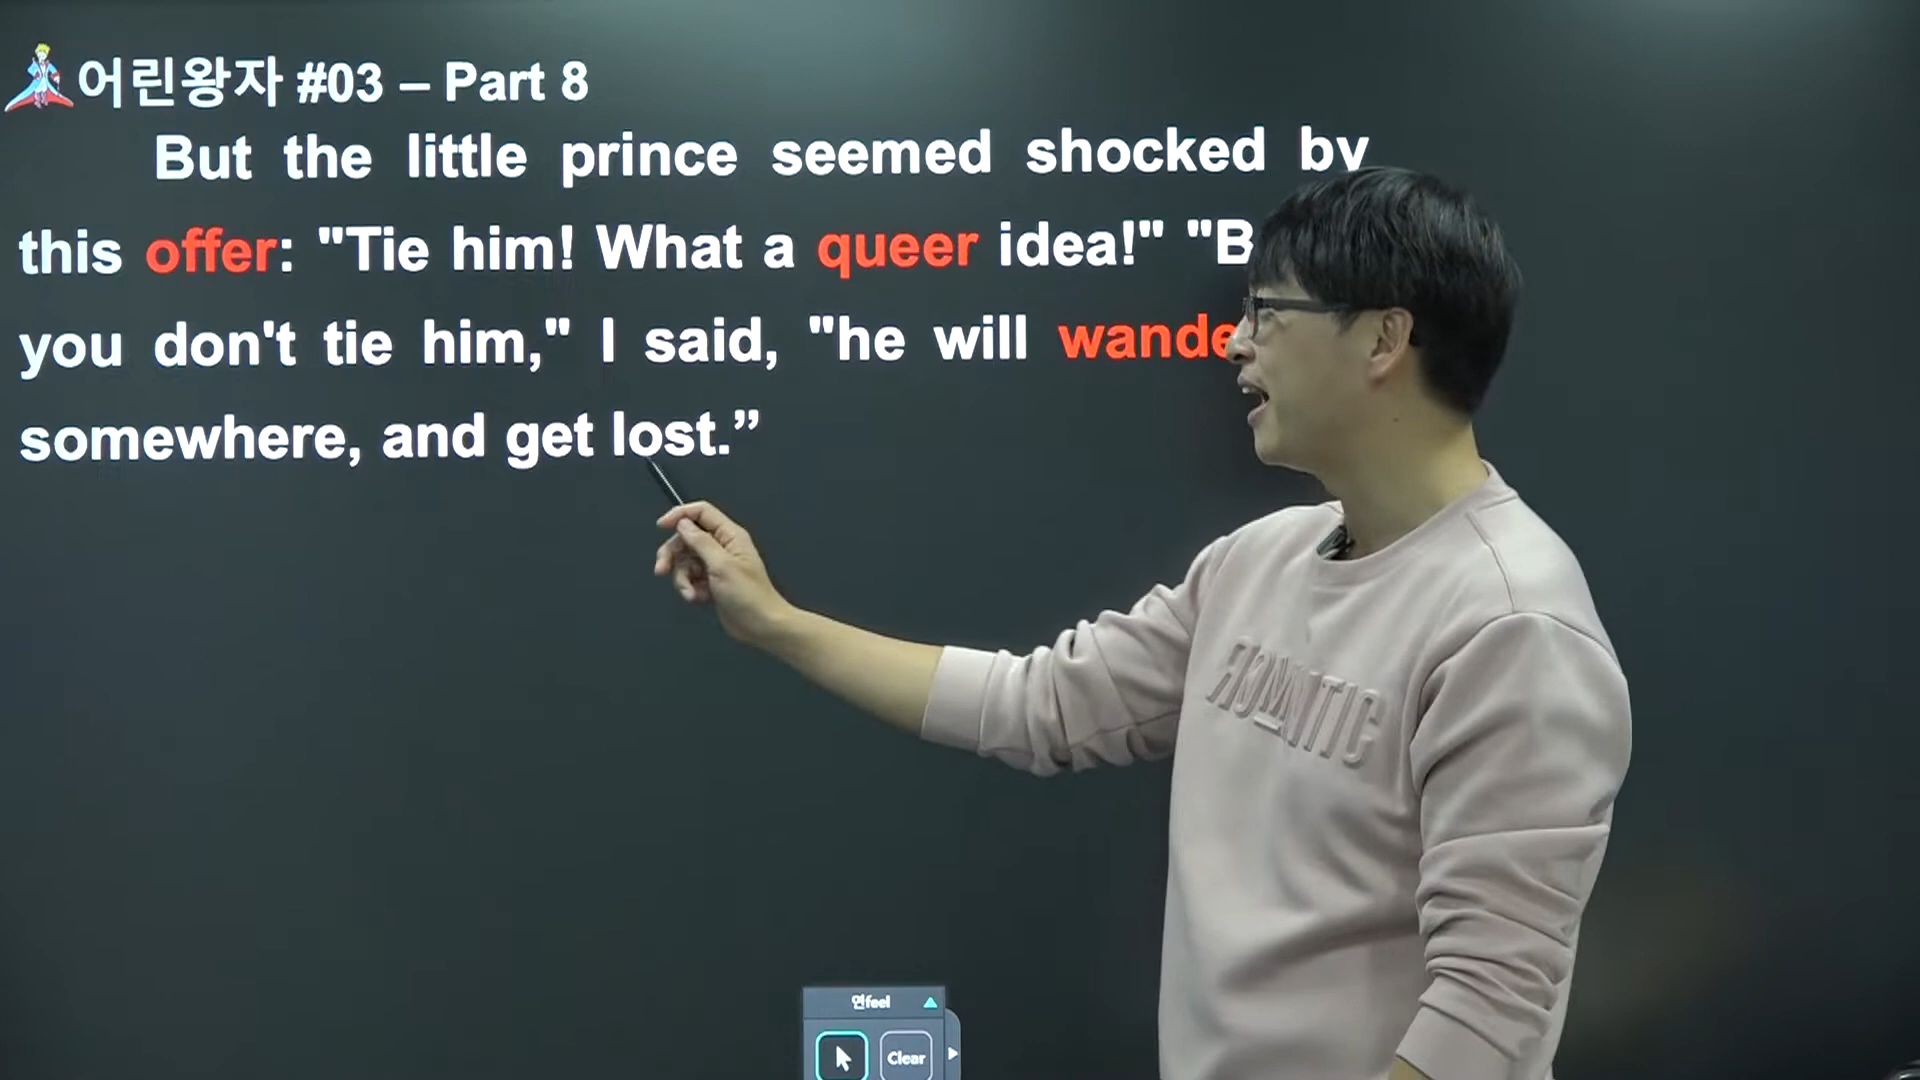 어린왕자 #03 – Part 8
But the little prince seemed shocked by
this offer: "Tie him! What a queer idea!" "B
you don't tie him," I said, "he will wande
somewhere, and get lost.”
ROMANTIC
연feel
Clear